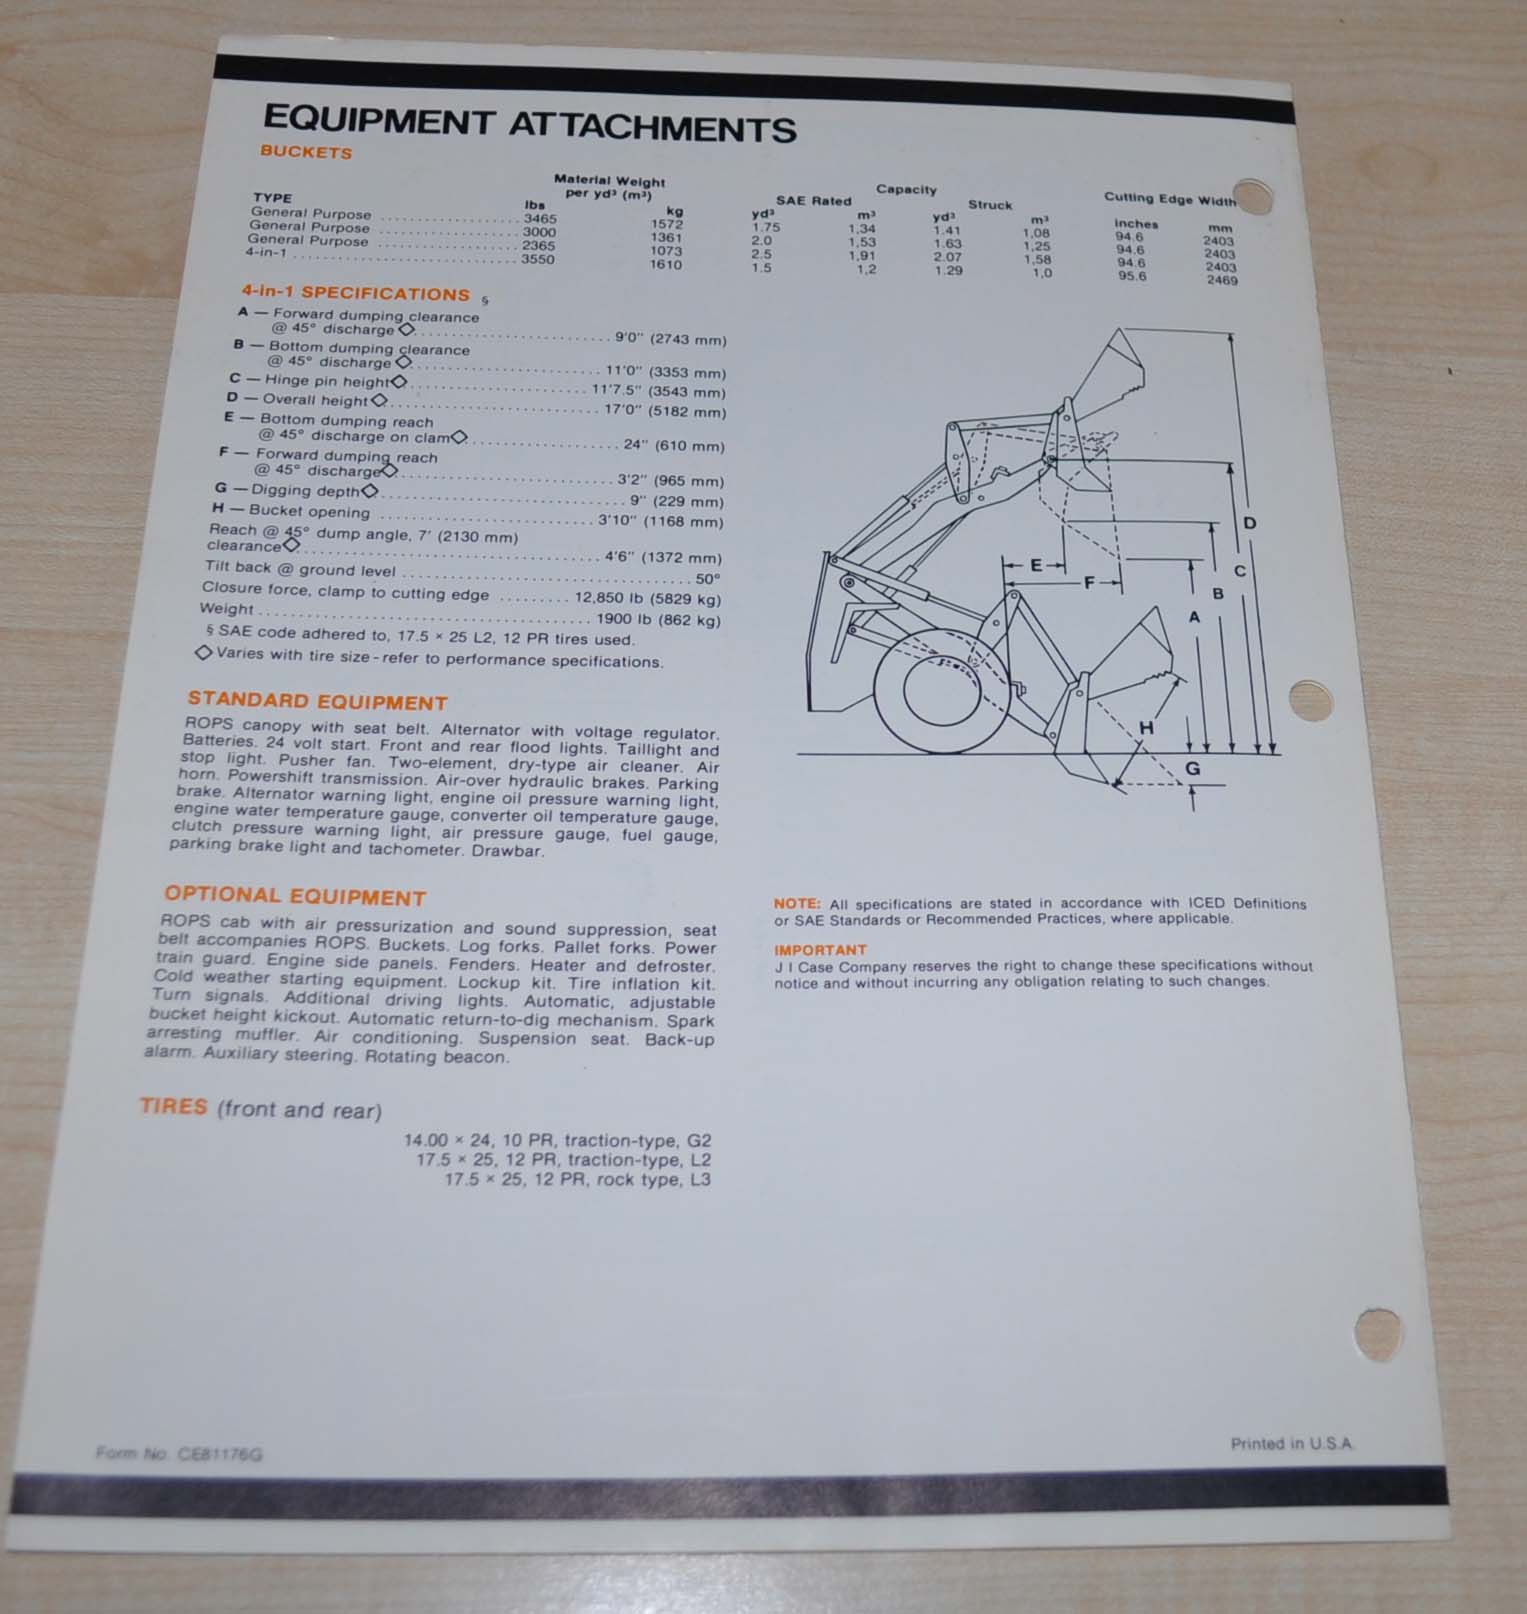 EQUIPMENT ATTACHMENTS
BUCKETS
Material Weight
per yd³ (m³)
Capacity
SAE Rated
Struck
Cutting Edge Width
TYPE lbs kg yd³ m³ yd³ m³ inches mm
General Purpose .................. 3465 1572 1.75 1,34 1.41 1,08 94.6 2403
General Purpose .................. 3000 1361 2.0 1,53 1.63 1,25 94.6 2403
General Purpose .................. 2365 1073 2.5 1,91 2.07 1,58 94.6 2403
4-in-1 ............................. 3550 1610 1.5 1,2 1.29 1,0 95.6 2469
4-in-1 SPECIFICATIONS §
A — Forward dumping clearance
@ 45° discharge◇ ......................... 9'0" (2743 mm)
B — Bottom dumping clearance
@ 45° discharge◇ ........................ 11'0" (3353 mm)
C — Hinge pin height◇ ...................... 11'7.5" (3543 mm)
D — Overall height◇ .......................... 17'0" (5182 mm)
E — Bottom dumping reach
@ 45° discharge on clam◇ ................... 24" (610 mm)
F — Forward dumping reach
@ 45° discharge◇ ........................... 3'2" (965 mm)
G — Digging depth◇ .............................. 9" (229 mm)
H — Bucket opening .......................... 3'10" (1168 mm)
Reach @ 45° dump angle, 7' (2130 mm)
clearance◇ .................................... 4'6" (1372 mm)
Tilt back @ ground level ................................... 50°
Closure force, clamp to cutting edge ......... 12,850 lb (5829 kg)
Weight ........................................ 1900 lb (862 kg)
§ SAE code adhered to, 17.5 × 25 L2, 12 PR tires used.
◇ Varies with tire size - refer to performance specifications.
STANDARD EQUIPMENT
ROPS canopy with seat belt. Alternator with voltage regulator.
Batteries. 24 volt start. Front and rear flood lights. Taillight and
stop light. Pusher fan. Two-element, dry-type air cleaner. Air
horn. Powershift transmission. Air-over hydraulic brakes. Parking
brake. Alternator warning light, engine oil pressure warning light,
engine water temperature gauge, converter oil temperature gauge,
clutch pressure warning light, air pressure gauge, fuel gauge,
parking brake light and tachometer. Drawbar.
OPTIONAL EQUIPMENT
ROPS cab with air pressurization and sound suppression, seat
belt accompanies ROPS. Buckets. Log forks. Pallet forks. Power
train guard. Engine side panels. Fenders. Heater and defroster.
Cold weather starting equipment. Lockup kit. Tire inflation kit.
Turn signals. Additional driving lights. Automatic, adjustable
bucket height kickout. Automatic return-to-dig mechanism. Spark
arresting muffler. Air conditioning. Suspension seat. Back-up
alarm. Auxiliary steering. Rotating beacon.
TIRES (front and rear)
14.00 × 24, 10 PR, traction-type, G2
17.5 × 25, 12 PR, traction-type, L2
17.5 × 25, 12 PR, rock type, L3
D
C
B
A
E
F
H
G
NOTE: All specifications are stated in accordance with ICED Definitions
or SAE Standards or Recommended Practices, where applicable.
IMPORTANT
J I Case Company reserves the right to change these specifications without
notice and without incurring any obligation relating to such changes.
Form No. CE81176G
Printed in U.S.A.